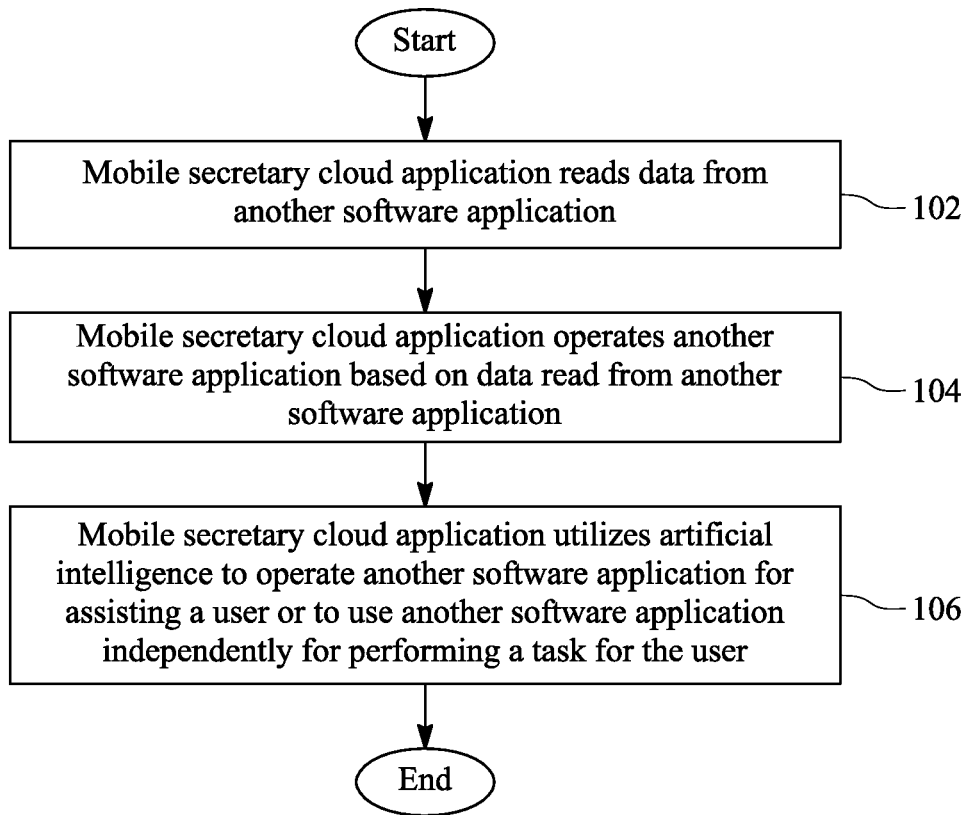 Start
Mobile secretary cloud application reads data from
another software application
102
Mobile secretary cloud application operates another
software application based on data read from another
software application
104
Mobile secretary cloud application utilizes artificial
intelligence to operate another software application for
assisting a user or to use another software application
independently for performing a task for the user
106
End